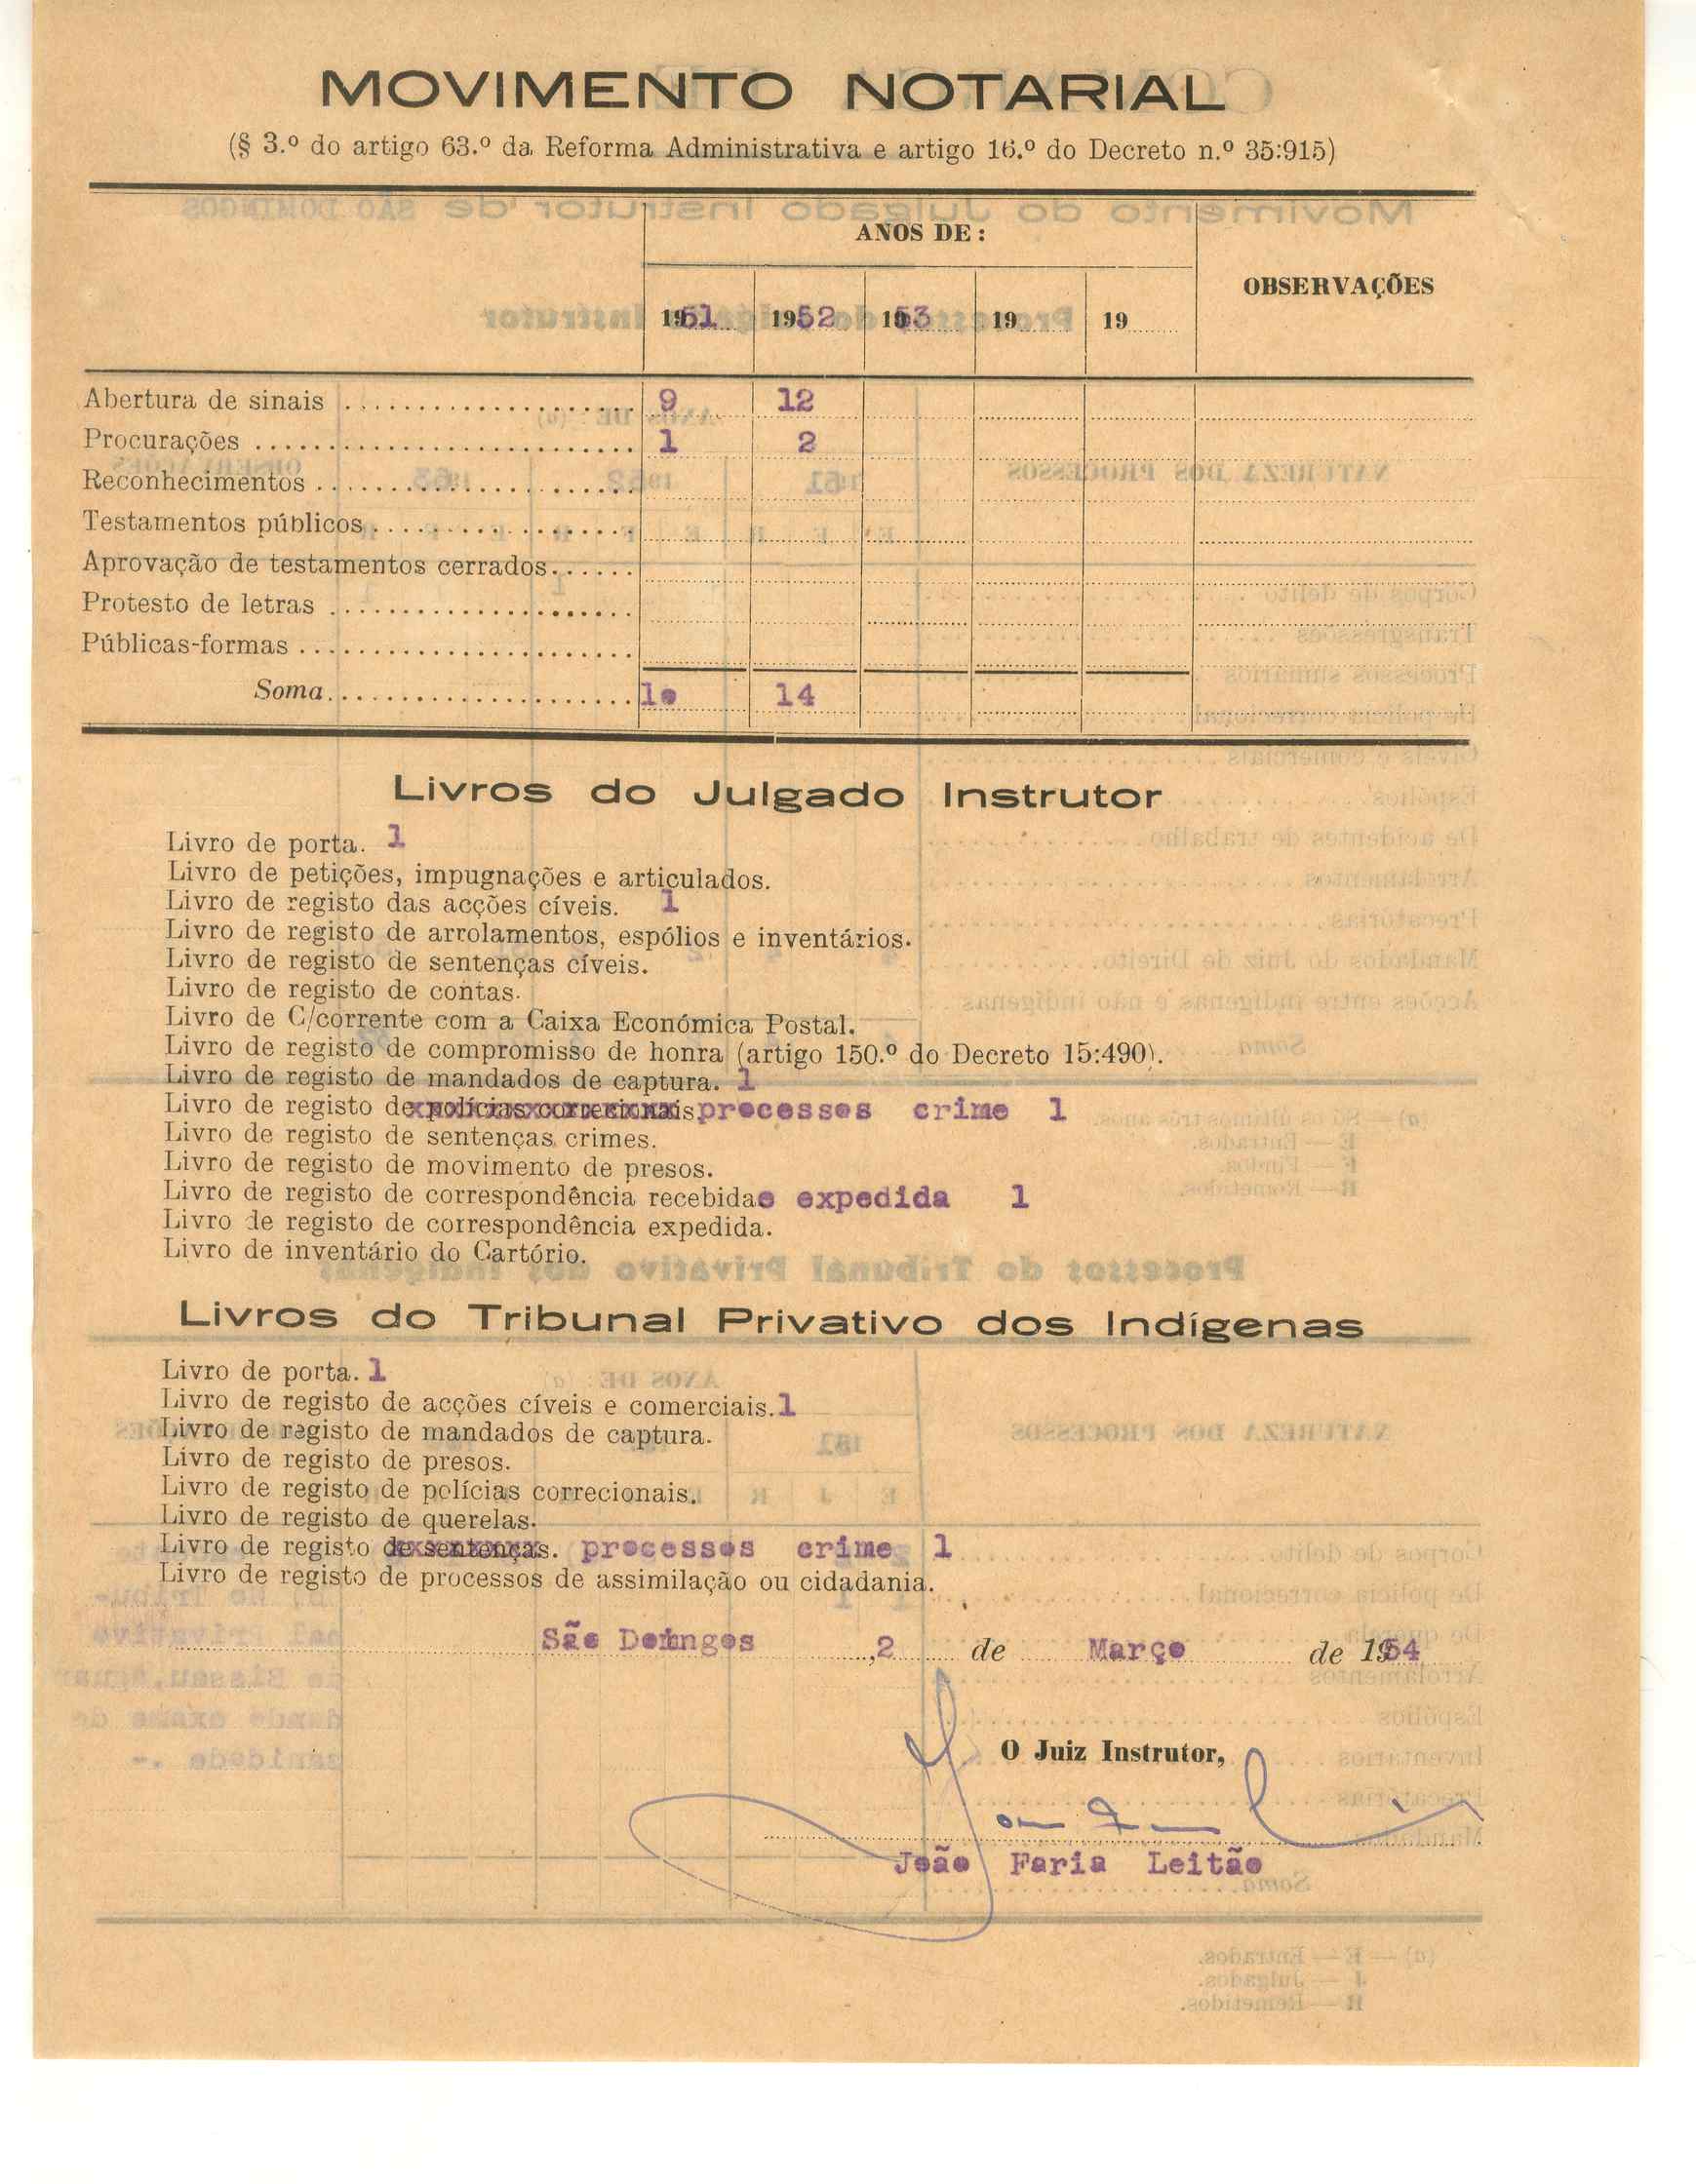 MOVIMENTO NOTARIAL
(§ 3.º do artigo 63.º da Reforma Administrativa e artigo 16.º do Decreto n.º 35:915)
ANOS DE :
OBSERVAÇÕES
1951 1952 1953 19 19
Abertura de sinais 9 12
Procurações 1 2
Reconhecimentos
Testamentos públicos
Aprovação de testamentos cerrados
Protesto de letras
Públicas-formas
Soma 10 14
Livros do Julgado Instrutor
Livro de porta. 1
Livro de petições, impugnações e articulados.
Livro de registo das acções cíveis. 1
Livro de registo de arrolamentos, espólios e inventários.
Livro de registo de sentenças cíveis.
Livro de registo de contas.
Livro de C/corrente com a Caixa Económica Postal.
Livro de registo de compromisso de honra (artigo 150.º do Decreto 15:490).
Livro de registo de mandados de captura. 1
Livro de registo de polícias correcionais processos crime 1
Livro de registo de sentenças crimes.
Livro de registo de movimento de presos.
Livro de registo de correspondência recebida e expedida 1
Livro de registo de correspondência expedida.
Livro de inventário do Cartório.
Livros do Tribunal Privativo dos Indígenas
Livro de porta. 1
Livro de registo de acções cíveis e comerciais. 1
Livro de registo de mandados de captura.
Livro de registo de presos.
Livro de registo de polícias correcionais.
Livro de registo de querelas.
Livro de registo de sentenças. processos crime 1
Livro de registo de processos de assimilação ou cidadania.
São Domingos, 2 de Março de 1954
O Juiz Instrutor,
João Faria Leitão